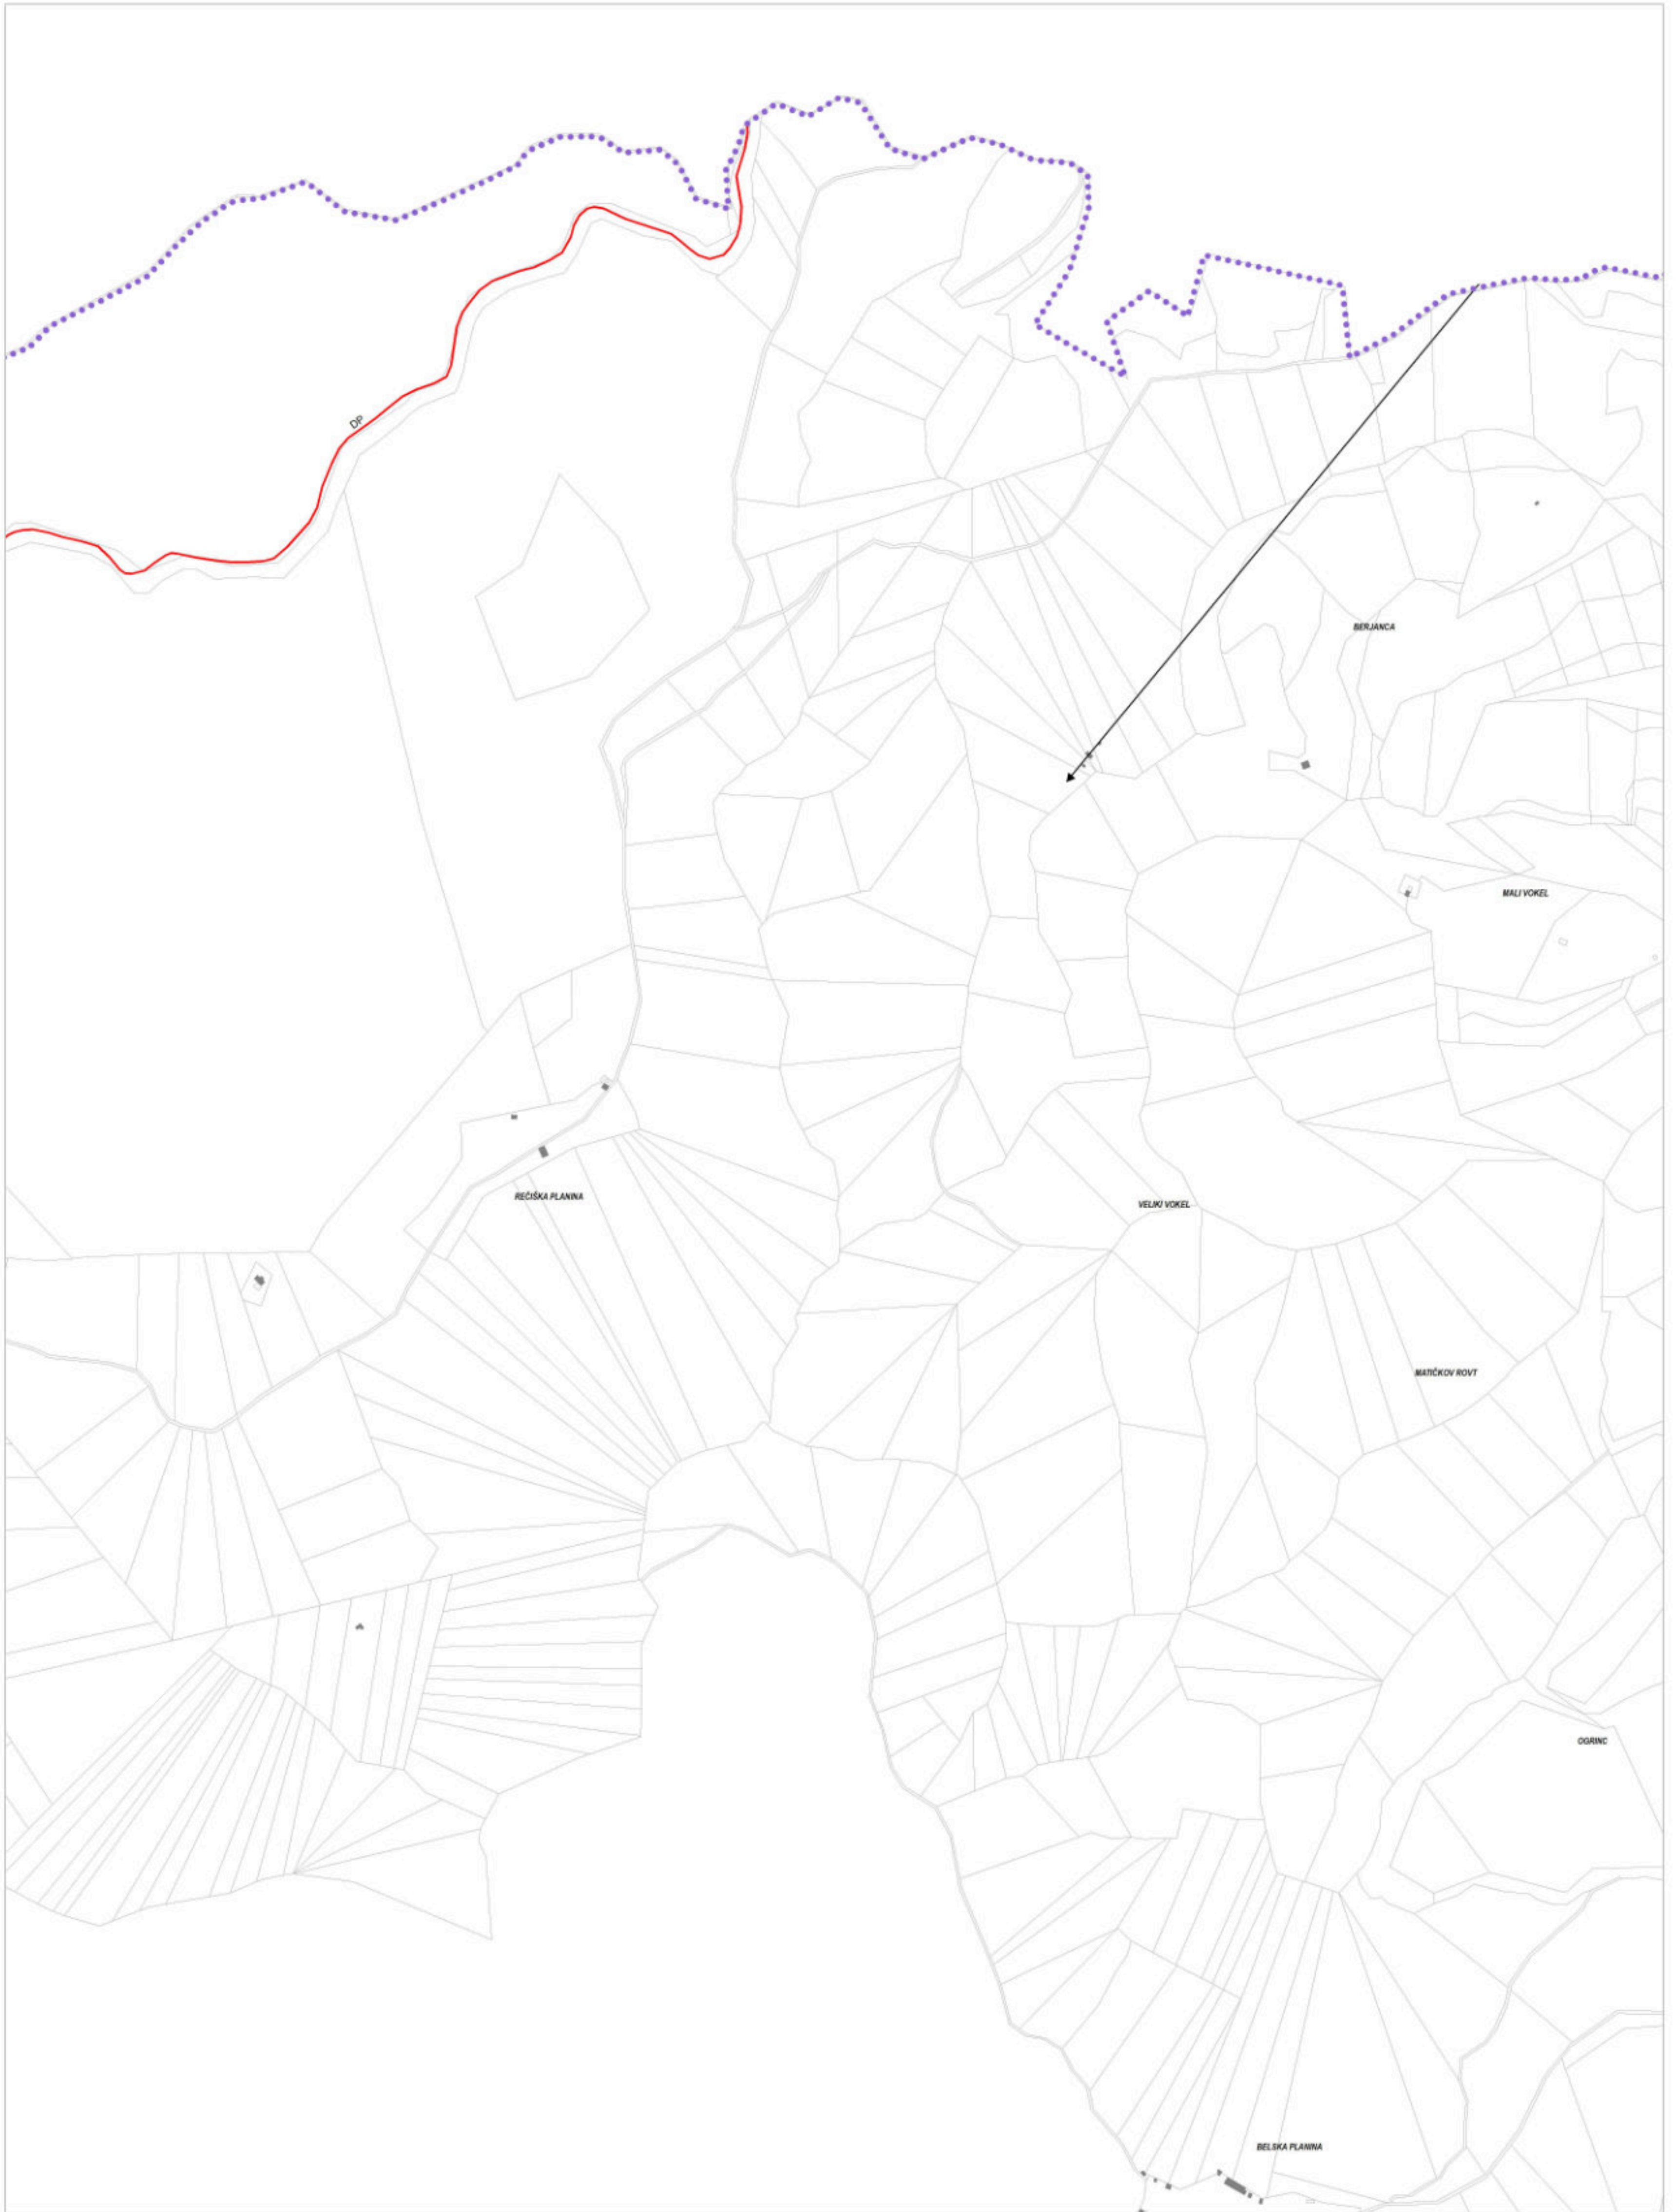 DP
BERJANCA
MALI VOKEL
REČIŠKA PLANINA
VELIKI VOKEL
MATIČKOV ROVT
OGRINC
BELSKA PLANINA